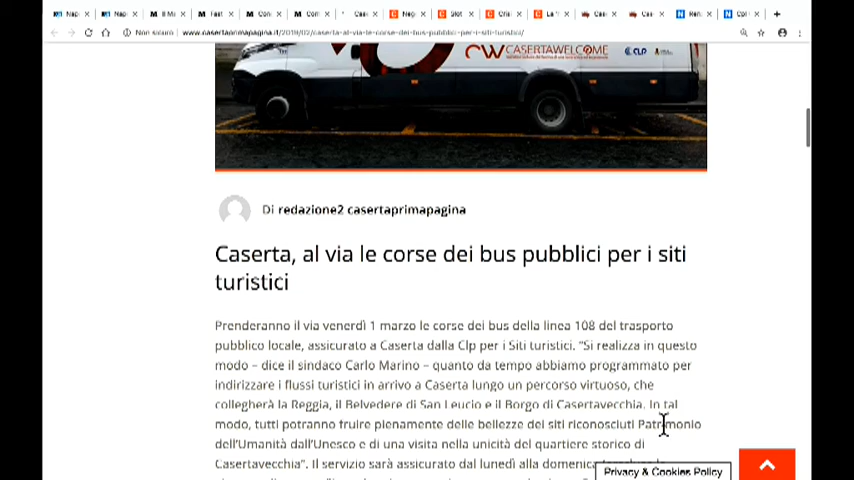 Non sicuro | www.casertaprimapagina.it/2019/02/caserta-al-via-le-corse-dei-bus-pubblici-per-i-siti-turistici/
CW CASERTAWELCOME
CLP
Di redazione2 casertaprimapagina
Caserta, al via le corse dei bus pubblici per i siti
turistici
Prenderanno il via venerdì 1 marzo le corse dei bus della linea 108 del trasporto
pubblico locale, assicurato a Caserta dalla Clp per i Siti turistici. “Si realizza in questo
modo – dice il sindaco Carlo Marino – quanto da tempo abbiamo programmato per
indirizzare i flussi turistici in arrivo a Caserta lungo un percorso virtuoso, che
collegherà la Reggia, il Belvedere di San Leucio e il Borgo di Casertavecchia. In tal
modo, tutti potranno fruire pienamente delle bellezze dei siti riconosciuti Patrimonio
dell’Umanità dall’Unesco e di una visita nella unicità del quartiere storico di
Casertavecchia”. Il servizio sarà assicurato dal lunedì alla domenica
Privacy & Cookies Policy